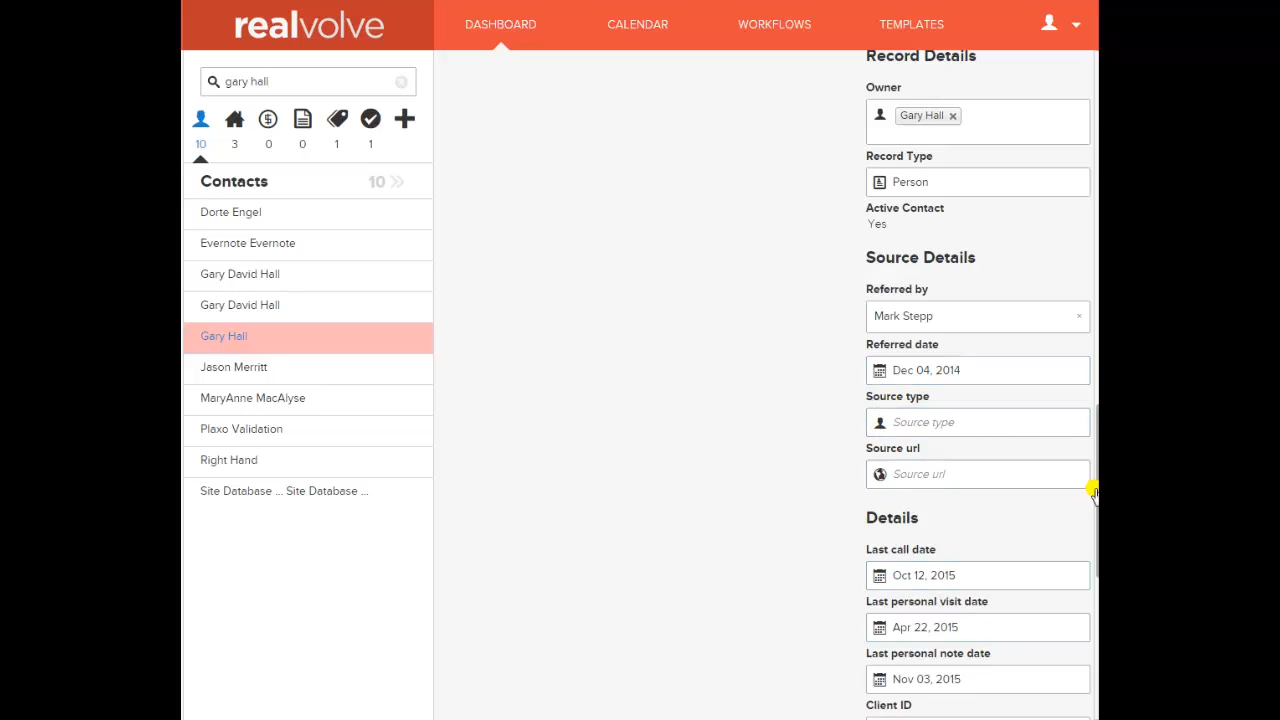 realvolve
DASHBOARD
CALENDAR
WORKFLOWS
TEMPLATES
gary hall
10
3
0
0
1
1
Contacts
10
Dorte Engel
Evernote Evernote
Gary David Hall
Gary David Hall
Gary Hall
Jason Merritt
MaryAnne MacAlyse
Plaxo Validation
Right Hand
Site Database ... Site Database ...
Record Details
Owner
Gary Hall ×
Record Type
Person
Active Contact
Yes
Source Details
Referred by
Mark Stepp ×
Referred date
Dec 04, 2014
Source type
Source type
Source url
Source url
Details
Last call date
Oct 12, 2015
Last personal visit date
Apr 22, 2015
Last personal note date
Nov 03, 2015
Client ID